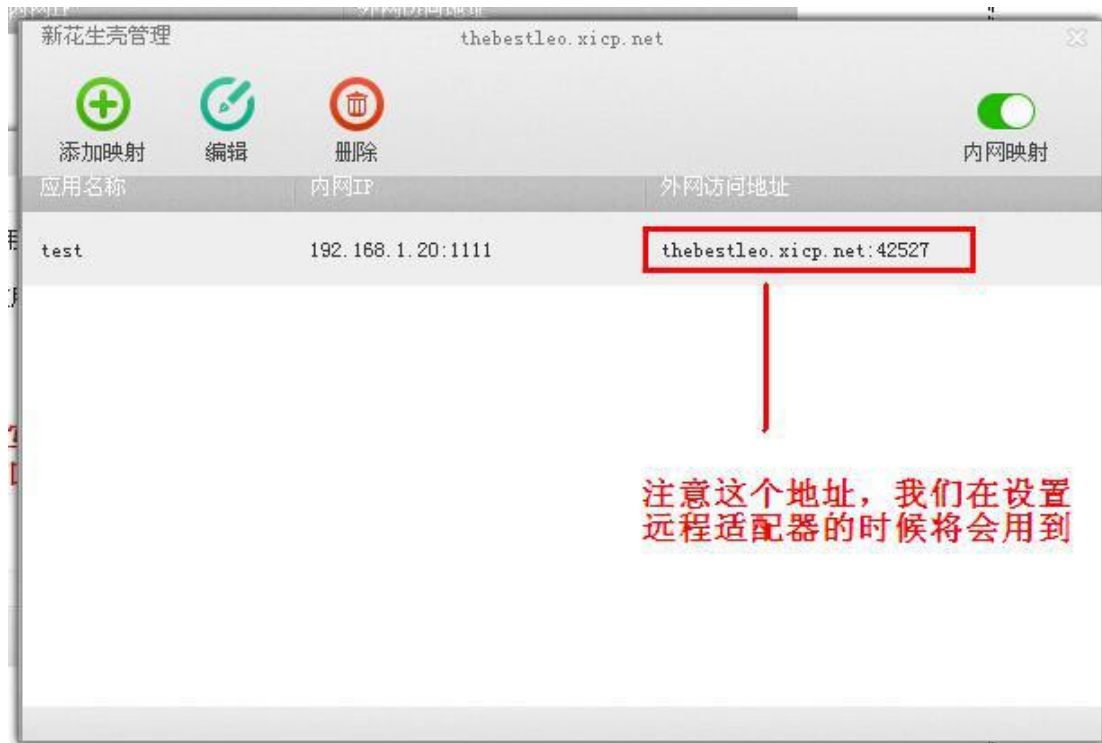 新花生壳管理
thebestleo.xicp.net
添加映射
编辑
删除
内网映射
应用名称
内网IP
外网访问地址
test
192.168.1.20:1111
thebestleo.xicp.net:42527
注意这个地址，我们在设置
远程适配器的时候将会用到